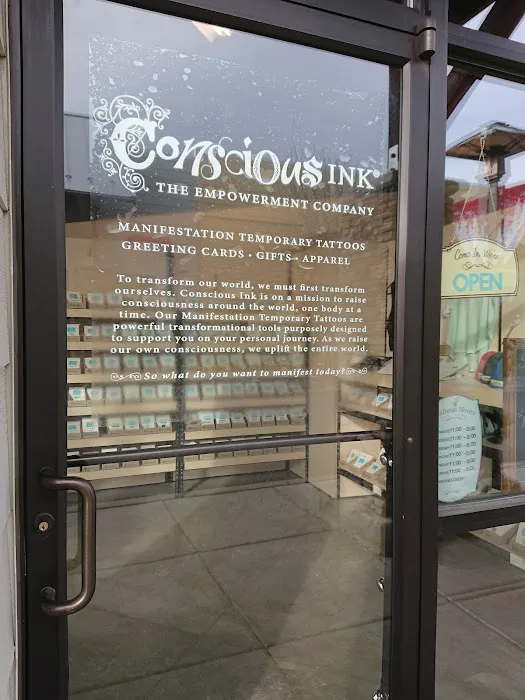 Conscious INK®
THE EMPOWERMENT COMPANY
MANIFESTATION TEMPORARY TATTOOS
GREETING CARDS • GIFTS • APPAREL
To transform our world, we must first transform
ourselves. Conscious Ink is on a mission to raise
consciousness around the world, one body at a
time. Our Manifestation Temporary Tattoos are
powerful transformational tools purposely designed
to support you on your personal journey. As we raise
our own consciousness, we uplift the entire world.
So what do you want to manifest today?
Come In We're
OPEN